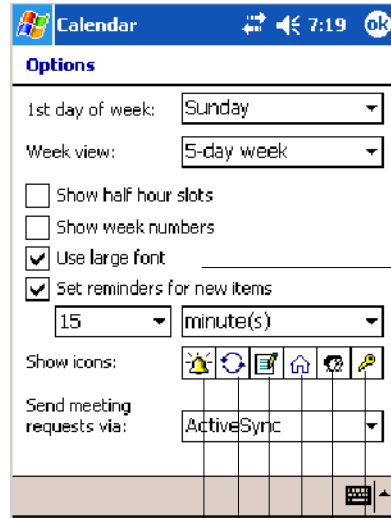 Calendar 7:19 ok
Options
1st day of week: Sunday
Week view: 5-day week
Show half hour slots
Show week numbers
Use large font
Set reminders for new items
15 minute(s)
Show icons:
Send meeting
requests via: ActiveSync